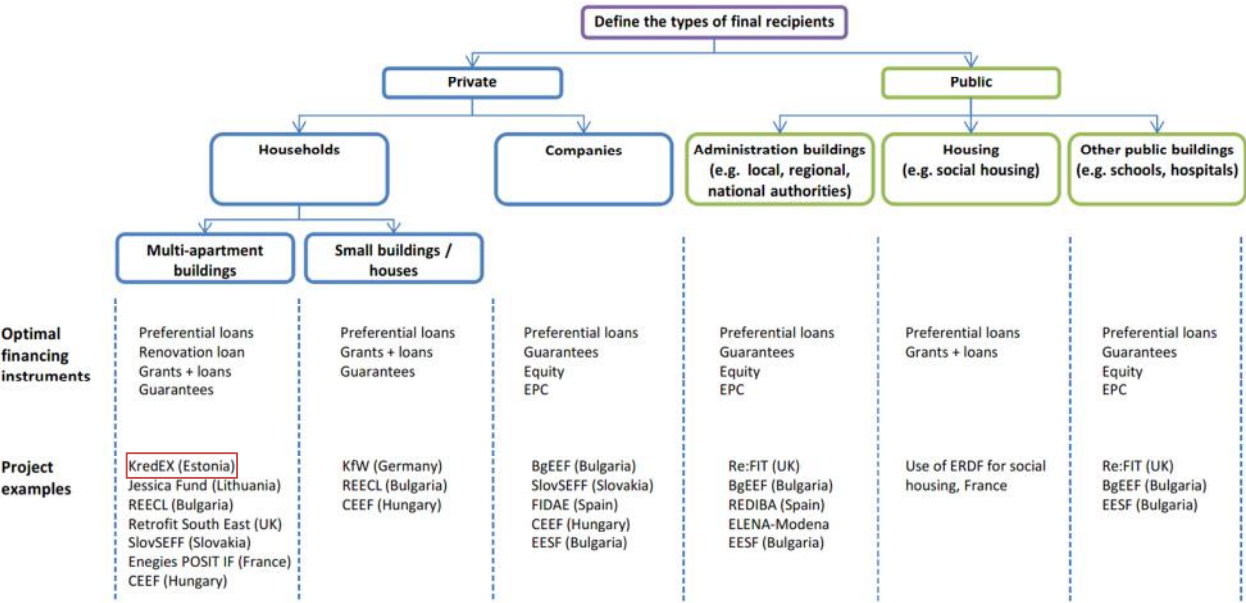 Define the types of final recipients
Private
Public
Households
Companies
Administration buildings
(e.g. local, regional,
national authorities)
Housing
(e.g. social housing)
Other public buildings
(e.g. schools, hospitals)
Multi-apartment
buildings
Small buildings /
houses
Optimal
financing
instruments
Preferential loans
Renovation loan
Grants + loans
Guarantees
Preferential loans
Grants + loans
Guarantees
Preferential loans
Guarantees
Equity
EPC
Preferential loans
Guarantees
Equity
EPC
Preferential loans
Grants + loans
Preferential loans
Guarantees
Equity
EPC
Project
examples
KredEX (Estonia)
Jessica Fund (Lithuania)
REECL (Bulgaria)
Retrofit South East (UK)
SlovSEFF (Slovakia)
Enegies POSIT IF (France)
CEEF (Hungary)
KfW (Germany)
REECL (Bulgaria)
CEEF (Hungary)
BgEEF (Bulgaria)
SlovSEFF (Slovakia)
FIDAE (Spain)
CEEF (Hungary)
EESF (Bulgaria)
Re:FIT (UK)
BgEEF (Bulgaria)
REDIBA (Spain)
ELENA-Modena
EESF (Bulgaria)
Use of ERDF for social
housing, France
Re:FIT (UK)
BgEEF (Bulgaria)
EESF (Bulgaria)